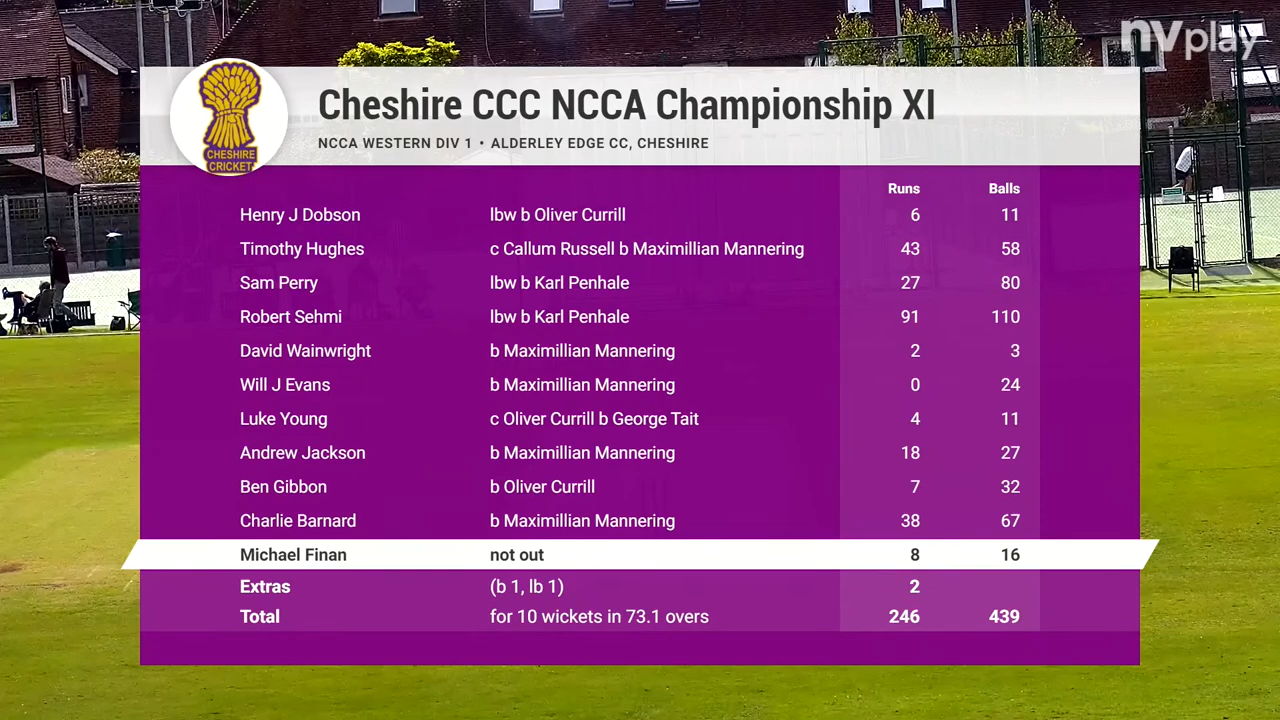 nvplay
Cheshire CCC NCCA Championship XI
NCCA WESTERN DIV 1 • ALDERLEY EDGE CC, CHESHIRE
CHESHIRE
CRICKET
Runs Balls
Henry J Dobson lbw b Oliver Currill 6 11
Timothy Hughes c Callum Russell b Maximillian Mannering 43 58
Sam Perry lbw b Karl Penhale 27 80
Robert Sehmi lbw b Karl Penhale 91 110
David Wainwright b Maximillian Mannering 2 3
Will J Evans b Maximillian Mannering 0 24
Luke Young c Oliver Currill b George Tait 4 11
Andrew Jackson b Maximillian Mannering 18 27
Ben Gibbon b Oliver Currill 7 32
Charlie Barnard b Maximillian Mannering 38 67
Michael Finan not out 8 16
Extras (b 1, lb 1) 2
Total for 10 wickets in 73.1 overs 246 439